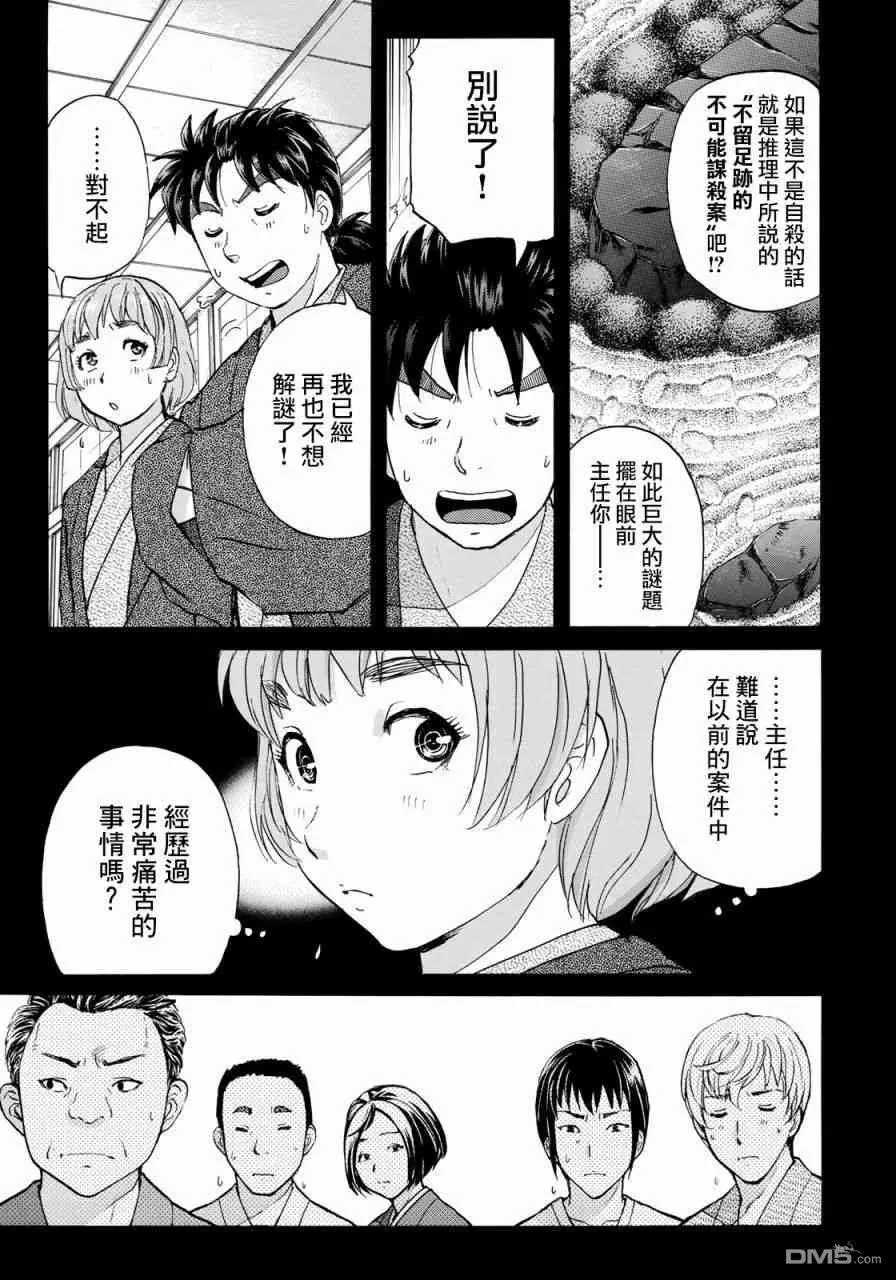 如果這不是自殺的話
就是推理中所說的
“不留足跡的
不可能謀殺案”吧!?
如此巨大的謎題
擺在眼前
主任你——……
別說了！
我已經
再也不想
解謎了！
……對不起
……主任……
難道說
在以前的案件中
經歷過
非常痛苦的
事情嗎？
DM5.com